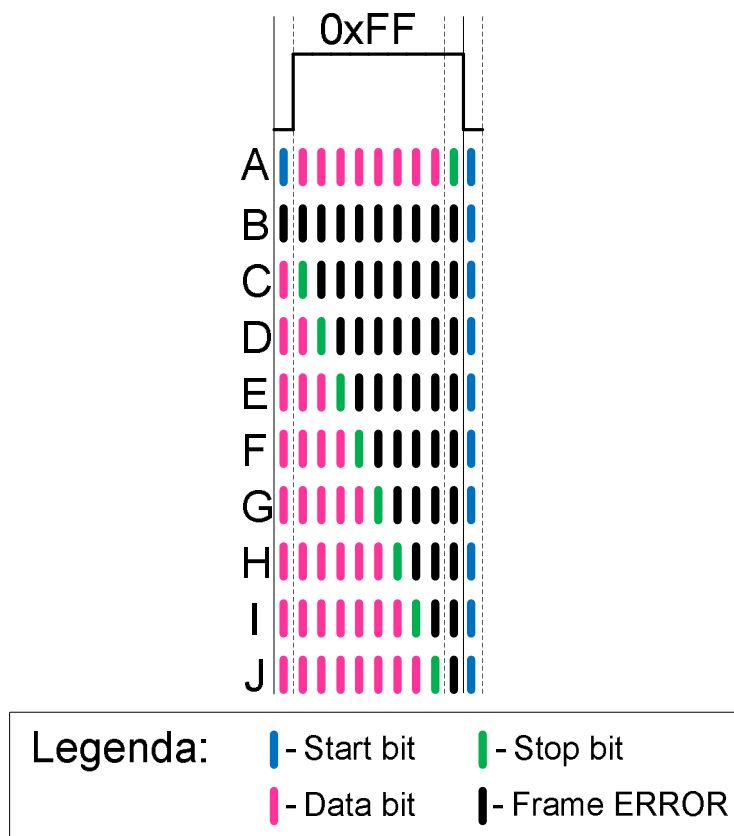 0xFF
A
B
C
D
E
F
G
H
I
J
Legenda:
- Start bit
- Stop bit
- Data bit
- Frame ERROR